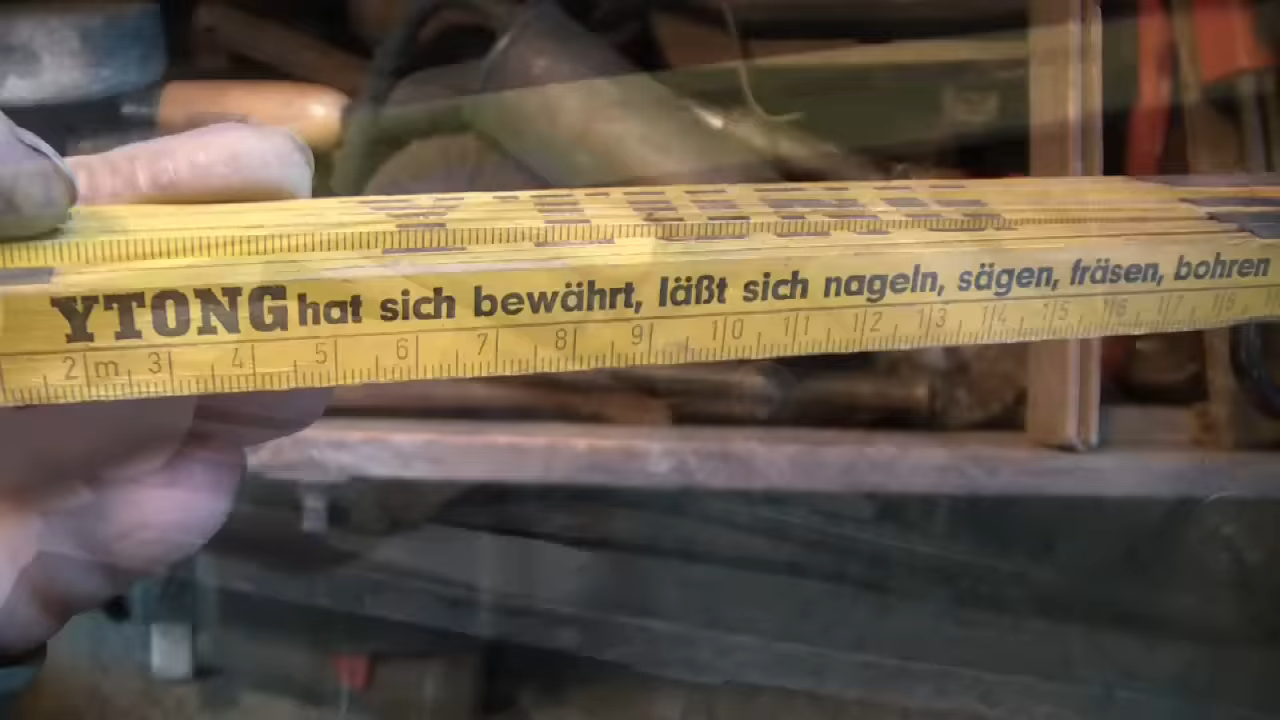 YTONG hat sich bewährt, läßt sich nageln, sägen, fräsen, bohren
2 m 3 4 5 6 7 8 9 10 11 12 13 14 15 16 17 18